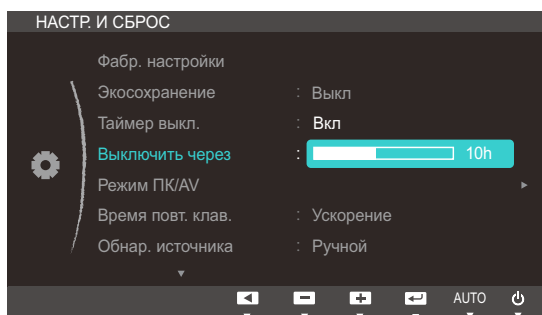 НАСТР. И СБРОС
Фабр. настройки
Экосохранение : Выкл
Таймер выкл. : Вкл
Выключить через : 10h
Режим ПК/AV
Время повт. клав. : Ускорение
Обнар. источника : Ручной
AUTO